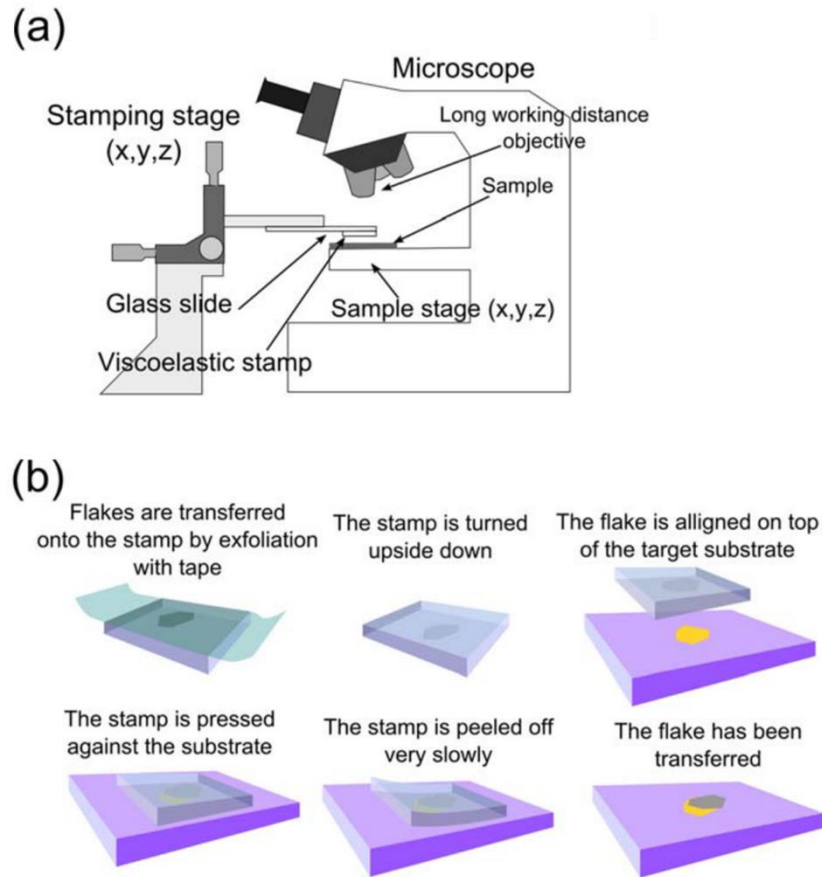 (a)
Microscope
Stamping stage
(x,y,z)
Long working distance
objective
Sample
Glass slide
Sample stage (x,y,z)
Viscoelastic stamp
(b)
Flakes are transferred
onto the stamp by exfoliation
with tape
The stamp is turned
upside down
The flake is alligned on top
of the target substrate
The stamp is pressed
against the substrate
The stamp is peeled off
very slowly
The flake has been
transferred